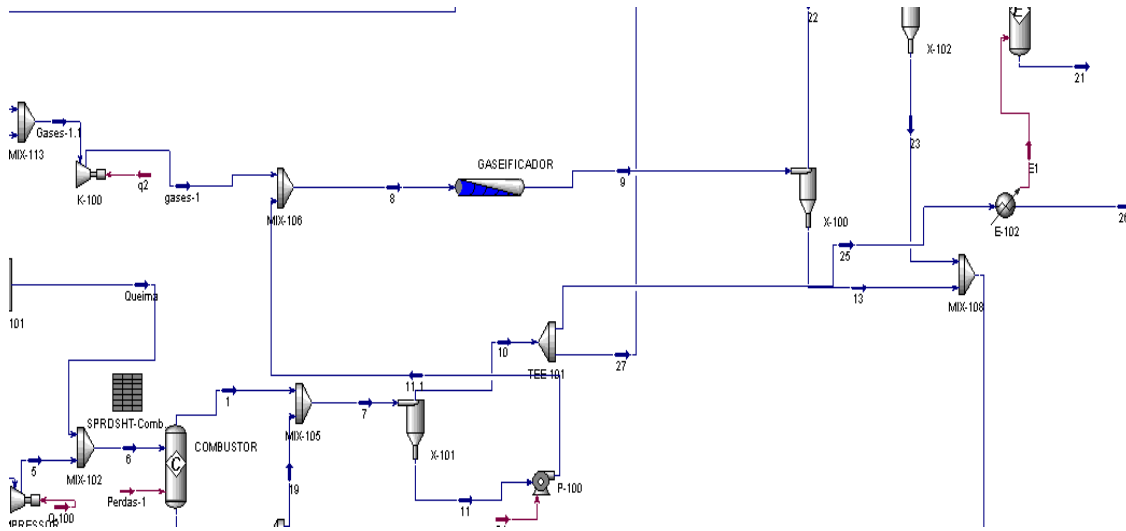 22
X-102
21
Gases-1.1
MIX-113
K-100
q2
gases-1
MIX-106
8
GASEIFICADOR
9
X-100
23
E1
E-102
26
25
13
MIX-108
Queima
101
10
TEE-101
27
11.1
SPRDSHT-Comb
1
MIX-105
7
X-101
COMBUSTOR
5
MIX-102
6
19
11
P-100
Perdas-1
Q-100
MPRESSOR
C